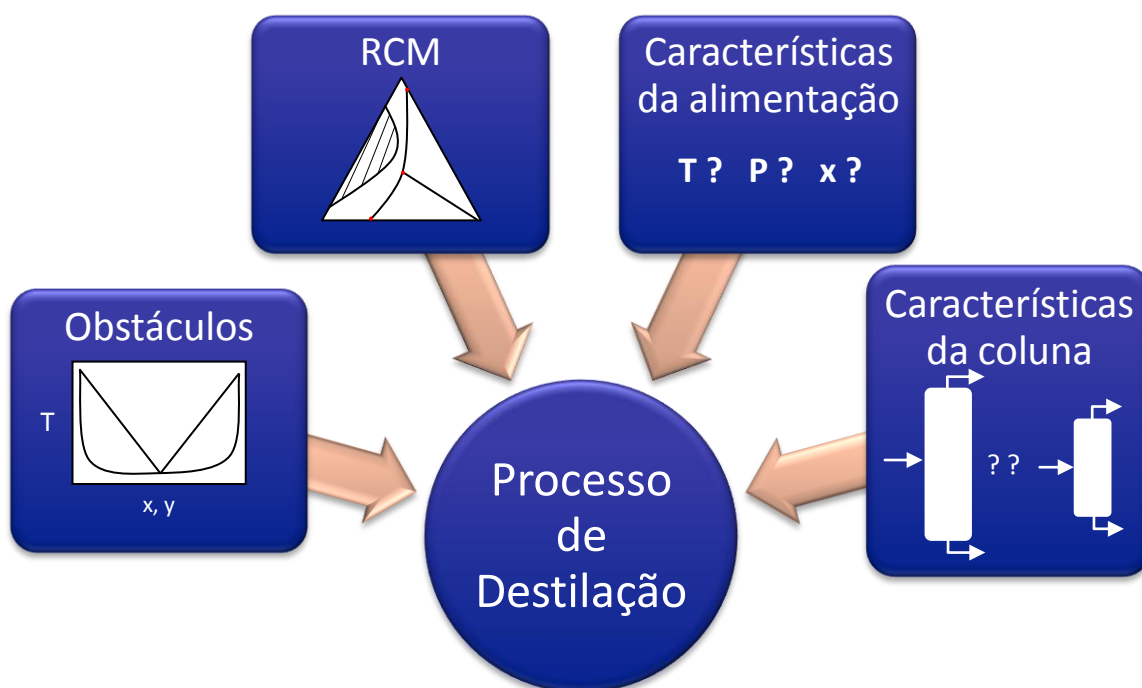 RCM
Características
da alimentação
T ? P ? x ?
Obstáculos
T
x, y
Características
da coluna
? ?
Processo
de
Destilação